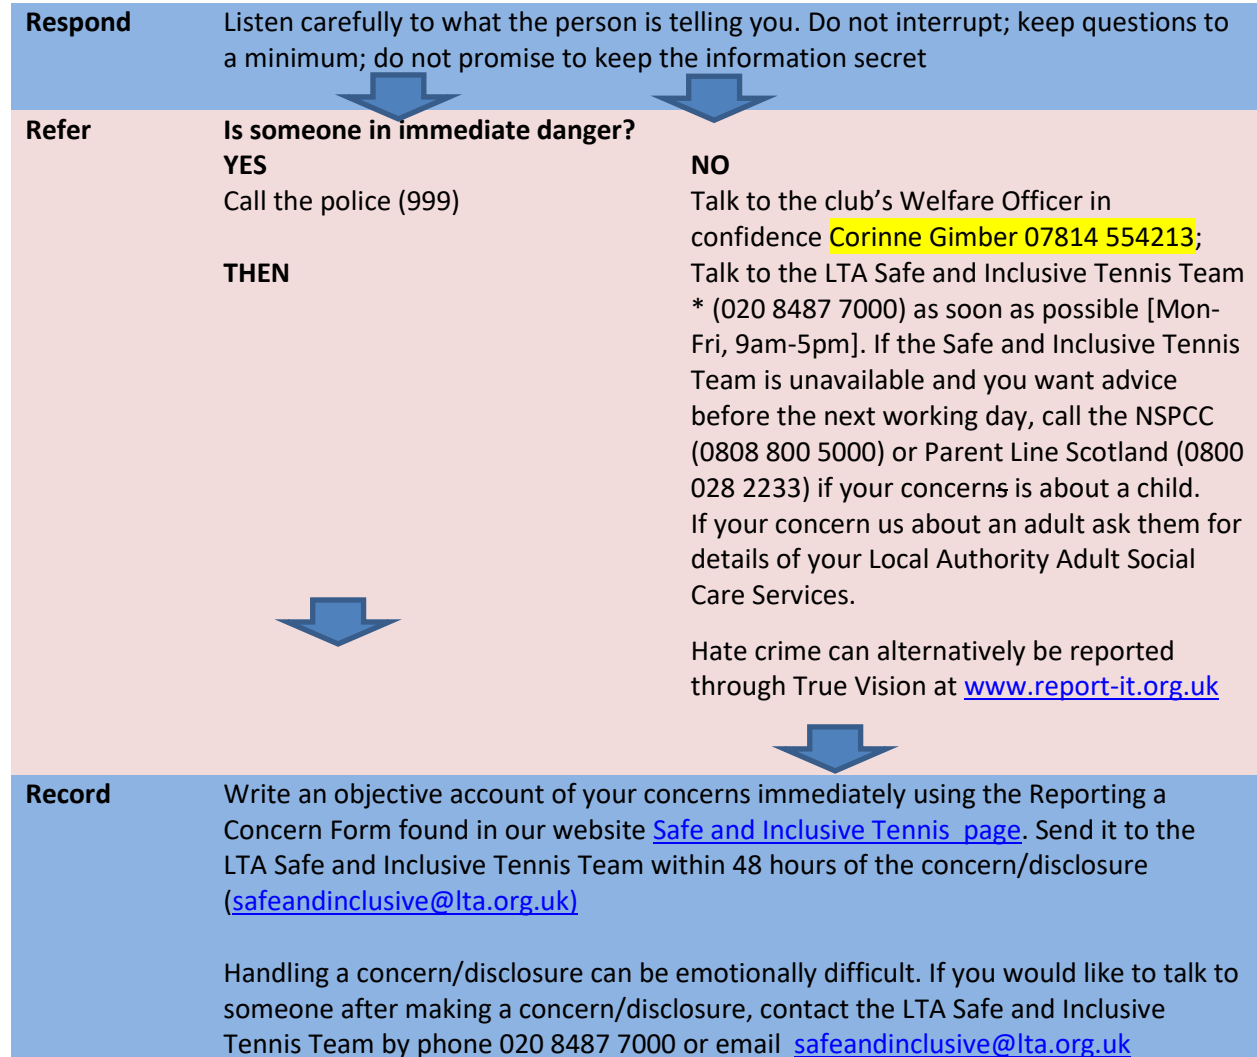 Respond
Listen carefully to what the person is telling you. Do not interrupt; keep questions to
a minimum; do not promise to keep the information secret
Refer
Is someone in immediate danger?
YES
Call the police (999)
THEN
NO
Talk to the club’s Welfare Officer in
confidence Corinne Gimber 07814 554213;
Talk to the LTA Safe and Inclusive Tennis Team
* (020 8487 7000) as soon as possible [Mon-
Fri, 9am-5pm]. If the Safe and Inclusive Tennis
Team is unavailable and you want advice
before the next working day, call the NSPCC
(0808 800 5000) or Parent Line Scotland (0800
028 2233) if your concerns is about a child.
If your concern us about an adult ask them for
details of your Local Authority Adult Social
Care Services.
Hate crime can alternatively be reported
through True Vision at www.report-it.org.uk
Record
Write an objective account of your concerns immediately using the Reporting a
Concern Form found in our website Safe and Inclusive Tennis  page. Send it to the
LTA Safe and Inclusive Tennis Team within 48 hours of the concern/disclosure
(safeandinclusive@lta.org.uk)
Handling a concern/disclosure can be emotionally difficult. If you would like to talk to
someone after making a concern/disclosure, contact the LTA Safe and Inclusive
Tennis Team by phone 020 8487 7000 or email  safeandinclusive@lta.org.uk